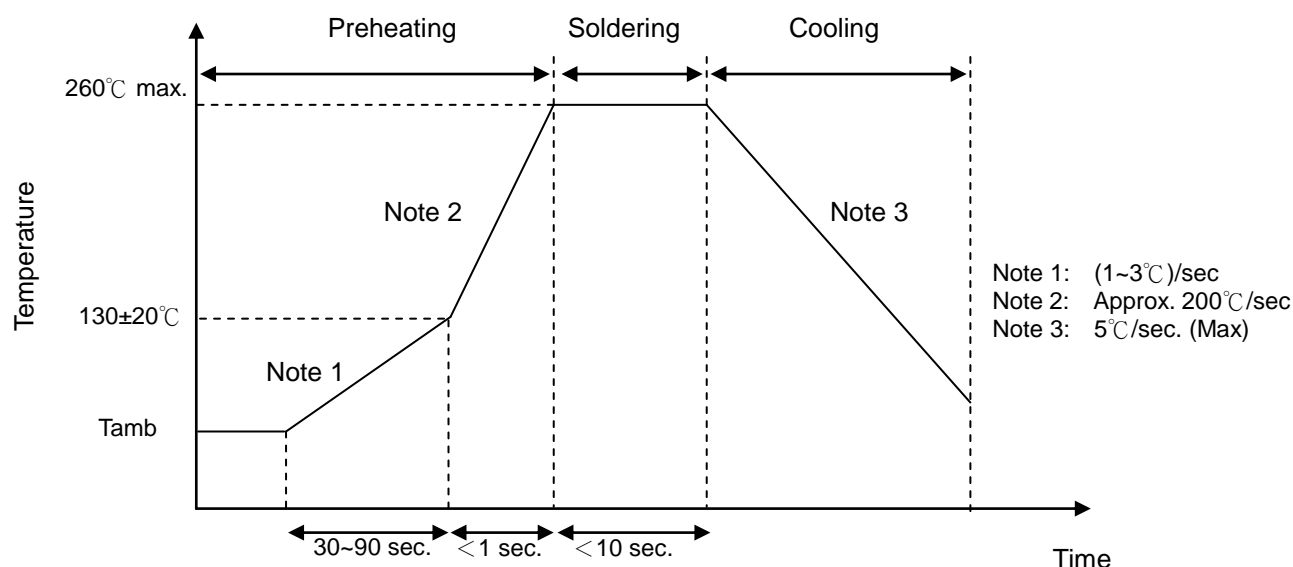 Preheating Soldering Cooling
260℃ max.
Temperature
Note 2
Note 3
130±20℃
Note 1
Tamb
Note 1: (1~3℃)/sec
Note 2: Approx. 200℃/sec
Note 3: 5℃/sec. (Max)
30~90 sec. <1 sec. <10 sec.
Time